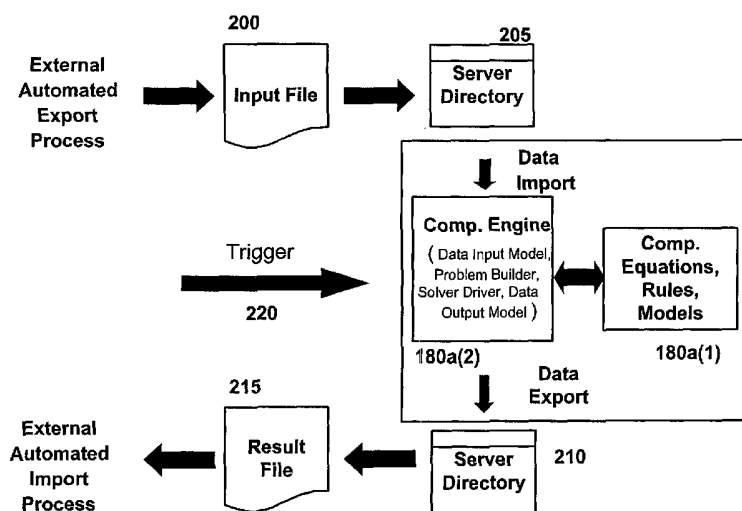 200
205
External
Automated
Export
Process
Input File
Server
Directory
Data
Import
Comp. Engine
( Data Input Model,
Problem Builder,
Solver Driver, Data
Output Model )
Comp.
Equations,
Rules,
Models
Trigger
220
180a(2)
180a(1)
Data
Export
215
External
Automated
Import
Process
Result
File
Server
Directory
210